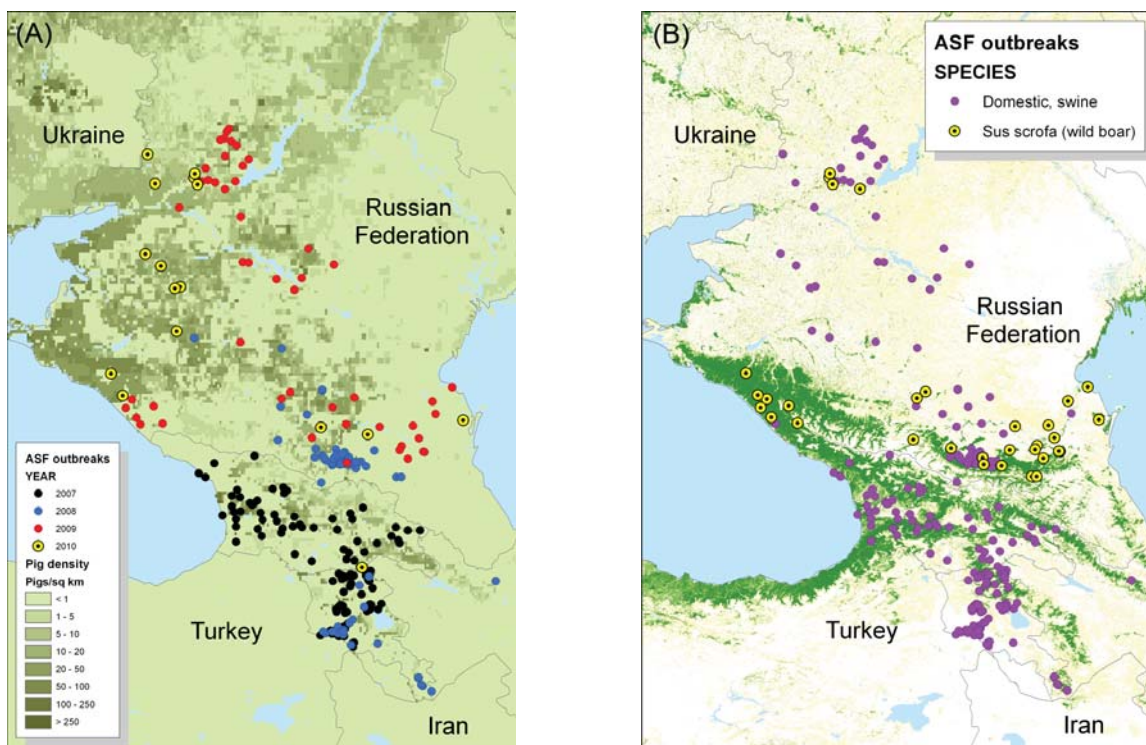 (A)
Ukraine
Russian
Federation
Turkey
Iran
ASF outbreaks
YEAR
2007
2008
2009
2010
Pig density
Pigs/sq km
< 1
1 - 5
5 - 10
10 - 20
20 - 50
50 - 100
100 - 250
> 250
(B)
ASF outbreaks
SPECIES
Domestic, swine
Sus scrofa (wild boar)
Ukraine
Russian
Federation
Turkey
Iran